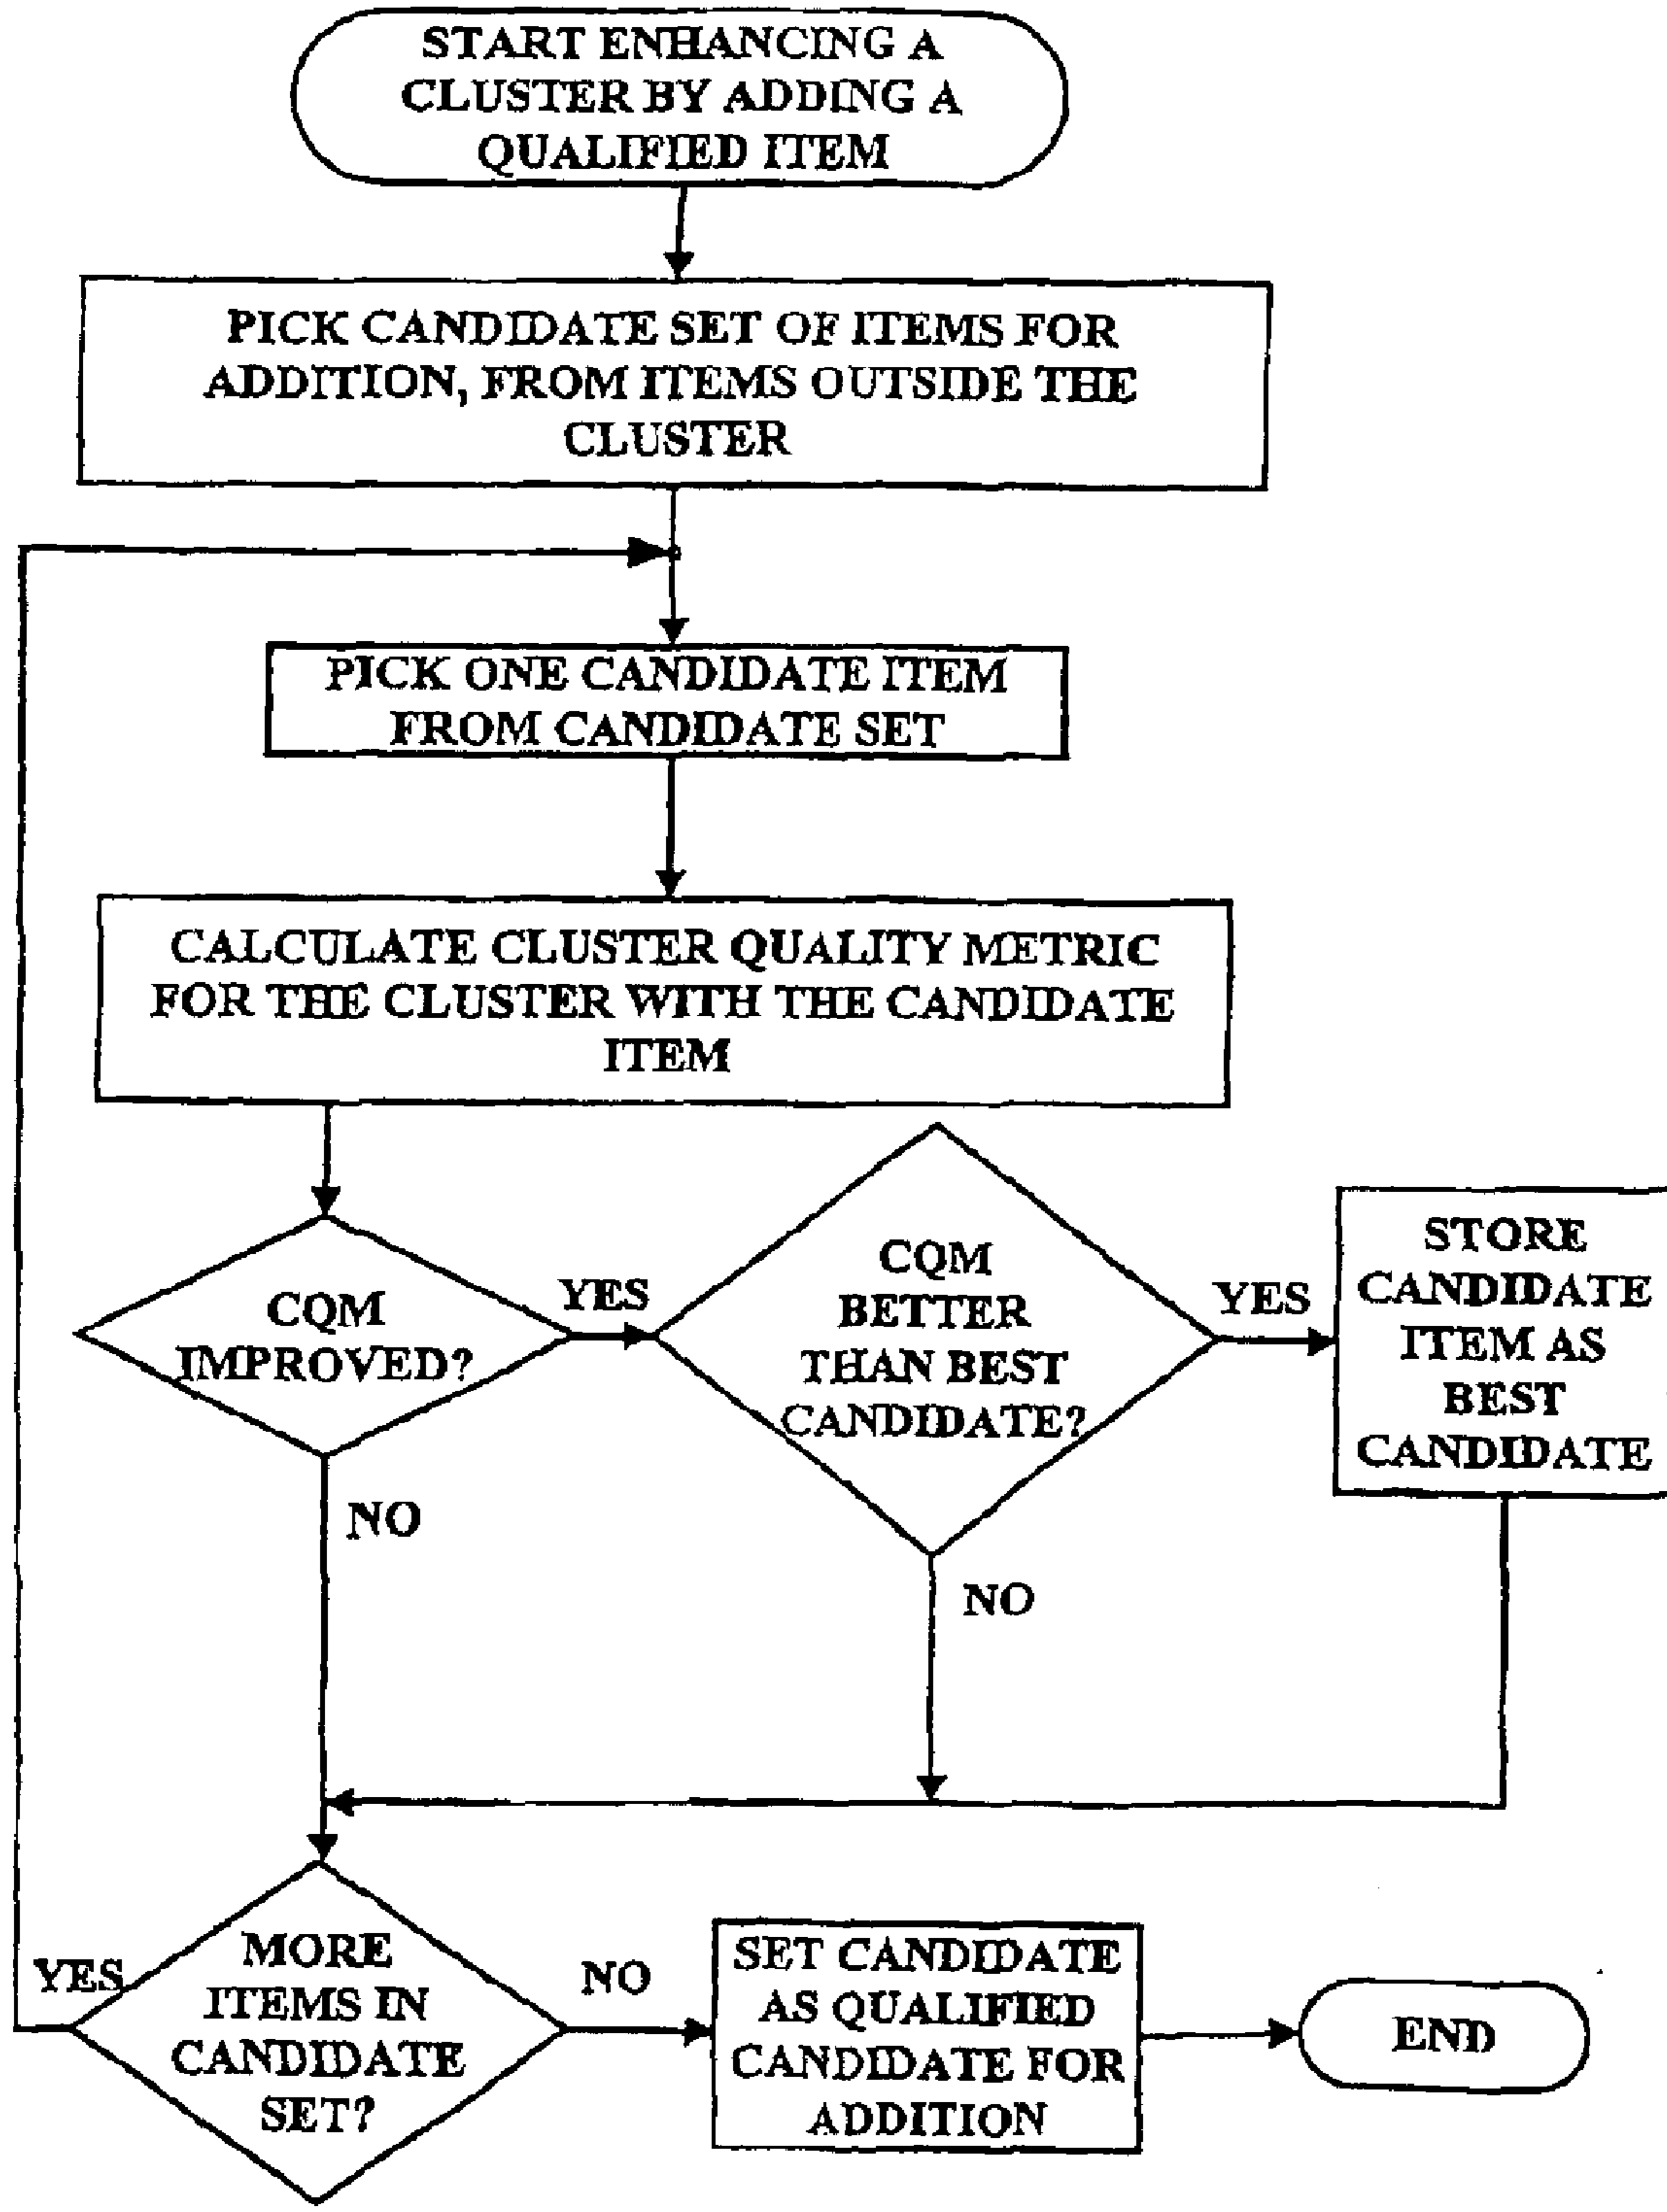 START ENHANCING A
CLUSTER BY ADDING A
QUALIFIED ITEM
PICK CANDIDATE SET OF ITEMS FOR
ADDITION, FROM ITEMS OUTSIDE THE
CLUSTER
PICK ONE CANDIDATE ITEM
FROM CANDIDATE SET
CALCULATE CLUSTER QUALITY METRIC
FOR THE CLUSTER WITH THE CANDIDATE
ITEM
CQM
IMPROVED?
YES
NO
CQM
BETTER
THAN BEST
CANDIDATE?
YES
NO
STORE
CANDIDATE
ITEM AS
BEST
CANDIDATE
MORE
ITEMS IN
CANDIDATE
SET?
YES
NO
SET CANDIDATE
AS QUALIFIED
CANDIDATE FOR
ADDITION
END